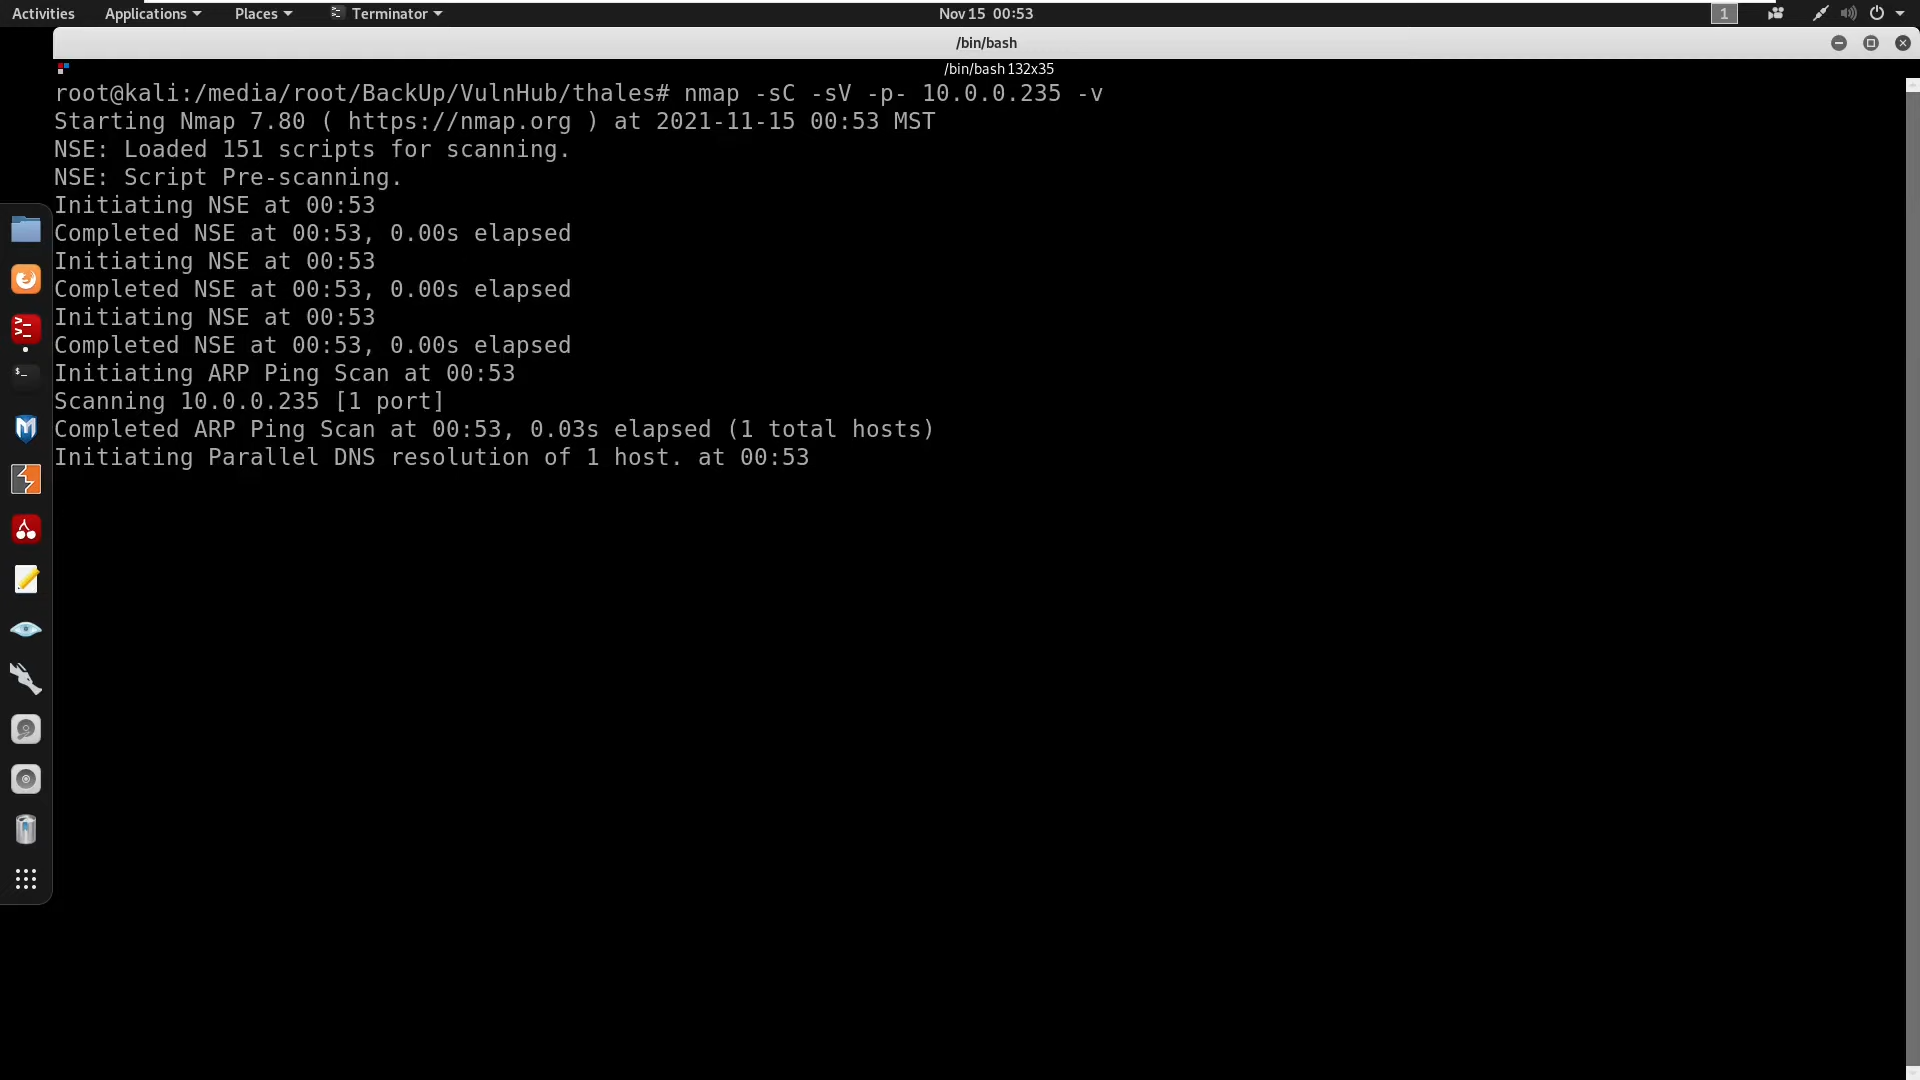 Activities Applications Places Terminator Nov 15 00:53 1
/bin/bash
/bin/bash 132x35
root@kali:/media/root/BackUp/VulnHub/thales# nmap -sC -sV -p- 10.0.0.235 -v
Starting Nmap 7.80 ( https://nmap.org ) at 2021-11-15 00:53 MST
NSE: Loaded 151 scripts for scanning.
NSE: Script Pre-scanning.
Initiating NSE at 00:53
Completed NSE at 00:53, 0.00s elapsed
Initiating NSE at 00:53
Completed NSE at 00:53, 0.00s elapsed
Initiating NSE at 00:53
Completed NSE at 00:53, 0.00s elapsed
Initiating ARP Ping Scan at 00:53
Scanning 10.0.0.235 [1 port]
Completed ARP Ping Scan at 00:53, 0.03s elapsed (1 total hosts)
Initiating Parallel DNS resolution of 1 host. at 00:53